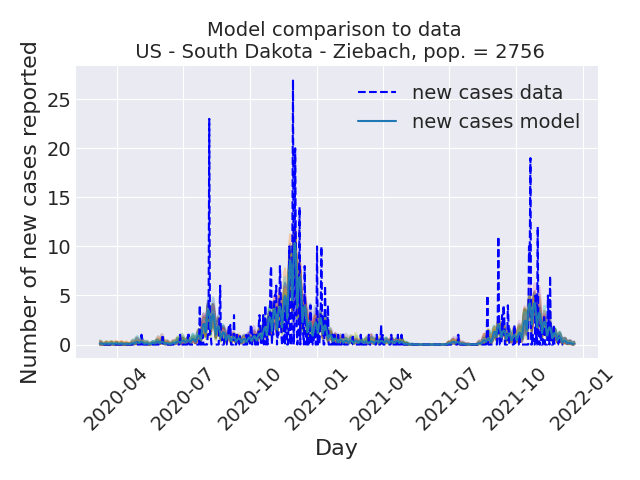 Model comparison to data
US - South Dakota - Ziebach, pop. = 2756
Number of new cases reported
25
20
15
10
5
0
new cases data
new cases model
2020-04
2020-07
2020-10
2021-01
2021-04
2021-07
2021-10
2022-01
Day